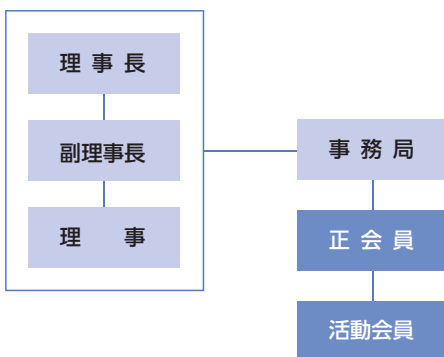 理事長
副理事長
理　事
事務局
正会員
活動会員